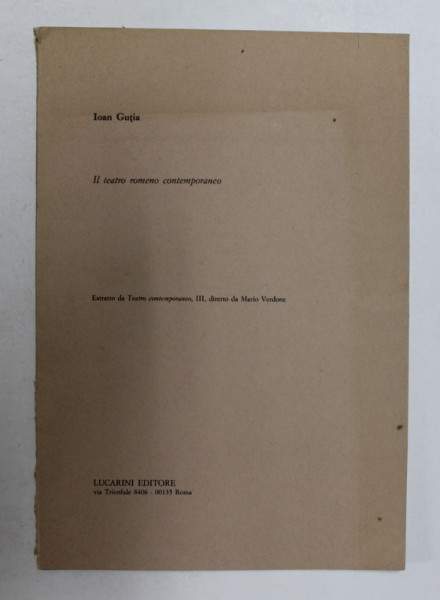 Ioan Guţia
Il teatro romeno contemporaneo
Estratto da Teatro contemporaneo, III, diretto da Mario Verdone
LUCARINI EDITORE
via Trionfale 8406 - 00135 Roma